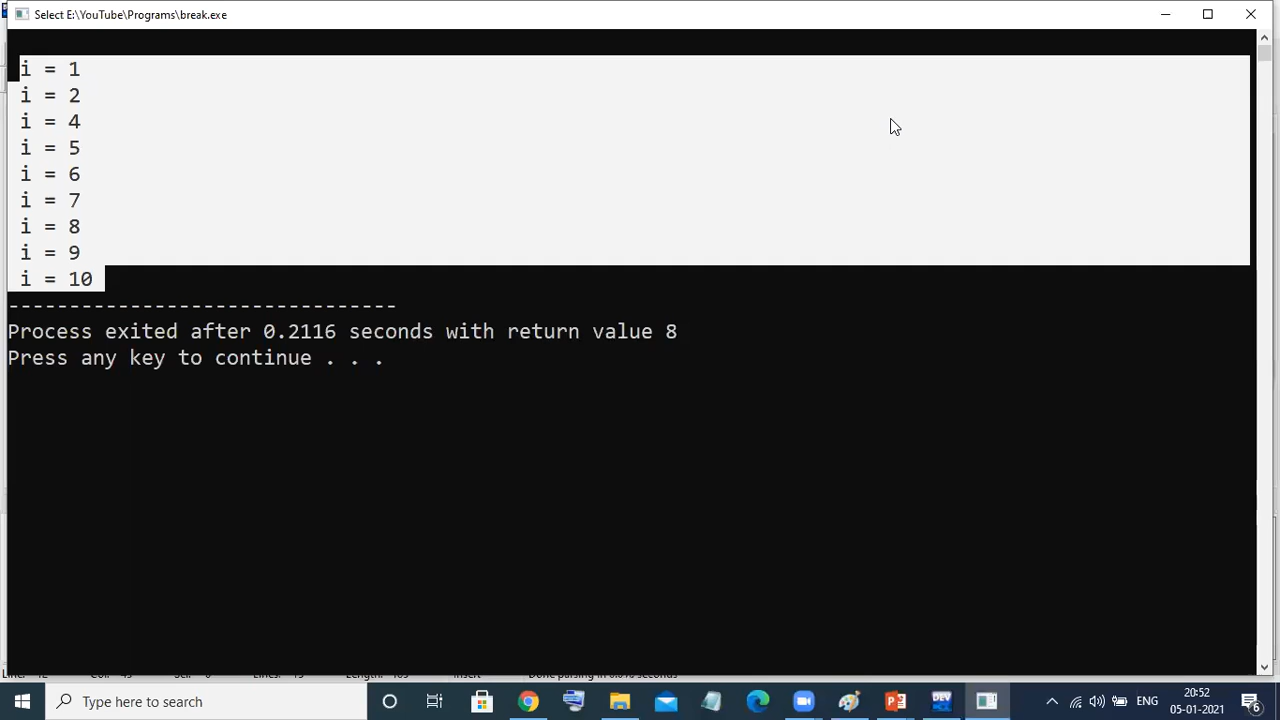 Select E:\YouTube\Programs\break.exe
i = 1
i = 2
i = 4
i = 5
i = 6
i = 7
i = 8
i = 9
i = 10
--------------------------------
Process exited after 0.2116 seconds with return value 8
Press any key to continue . . .
Type here to search
DEV
ENG
20:52
05-01-2021
6